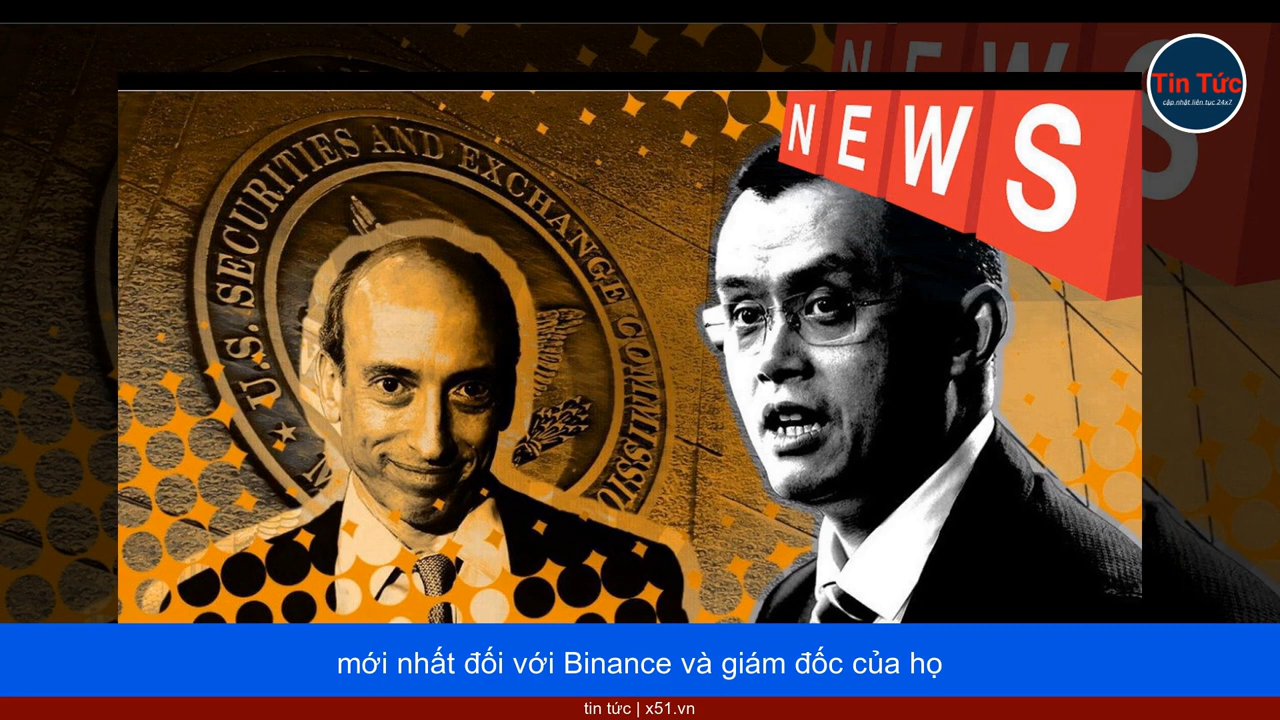 NEWS
NEWS
Tin Tức
cập nhật liên tục 24x7
U.S. SECURITIES AND EXCHANGE COMMISSIO
mới nhất đối với Binance và giám đốc của họ
tin tức | x51.vn